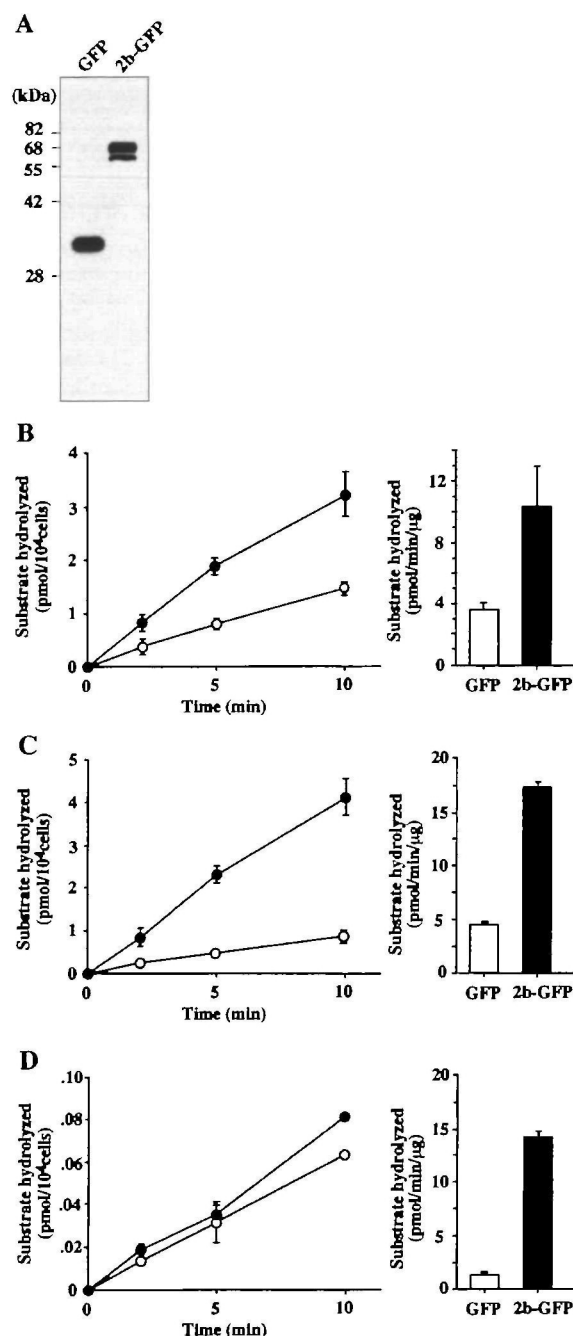 A
GFP 2b-GFP
(kDa)
82
68
55
42
28
B
Substrate hydrolyzed
(pmol/10⁴cells)
4
3
2
1
0
0 5 10
Time (min)
Substrate hydrolyzed
(pmol/min/μg)
12
8
4
0
GFP 2b-GFP
C
Substrate hydrolyzed
(pmol/10⁴cells)
5
4
3
2
1
0
0 5 10
Time (min)
Substrate hydrolyzed
(pmol/min/μg)
20
15
10
5
0
GFP 2b-GFP
D
Substrate hydrolyzed
(pmol/10⁴cells)
.10
.08
.06
.04
.02
0
0 5 10
Time (min)
Substrate hydrolyzed
(pmol/min/μg)
20
15
10
5
0
GFP 2b-GFP